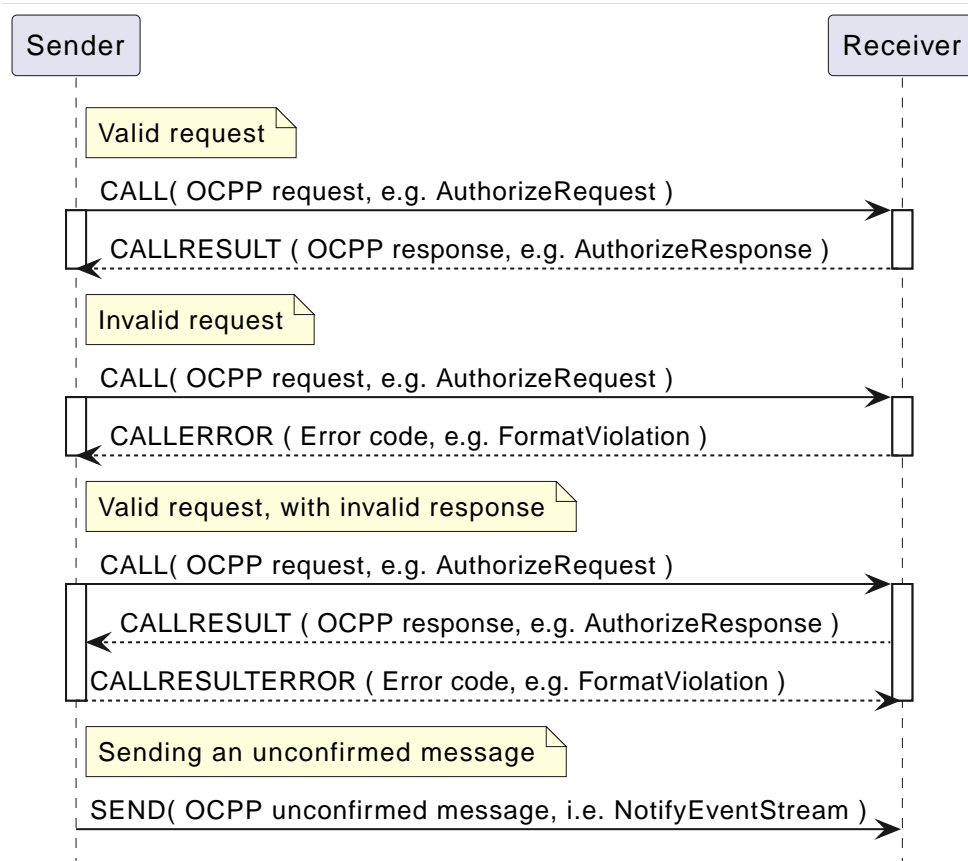 Sender
Receiver
Valid request
CALL( OCPP request, e.g. AuthorizeRequest )
CALLRESULT ( OCPP response, e.g. AuthorizeResponse )
Invalid request
CALL( OCPP request, e.g. AuthorizeRequest )
CALLERROR ( Error code, e.g. FormatViolation )
Valid request, with invalid response
CALL( OCPP request, e.g. AuthorizeRequest )
CALLRESULT ( OCPP response, e.g. AuthorizeResponse )
CALLRESULTERROR ( Error code, e.g. FormatViolation )
Sending an unconfirmed message
SEND( OCPP unconfirmed message, i.e. NotifyEventStream )